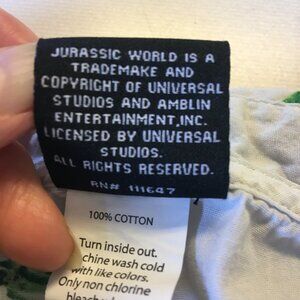 JURASSIC WORLD IS A
TRADEMAKE AND
COPYRIGHT OF UNIVERSAL
STUDIOS AND AMBLIN
ENTERTAINMENT,INC.
LICENSED BY UNIVERSAL
STUDIOS.
ALL RIGHTS RESERVED.
RN# 111647
100% COTTON
Turn inside out.
chine wash cold
with like colors.
Only non chlorine